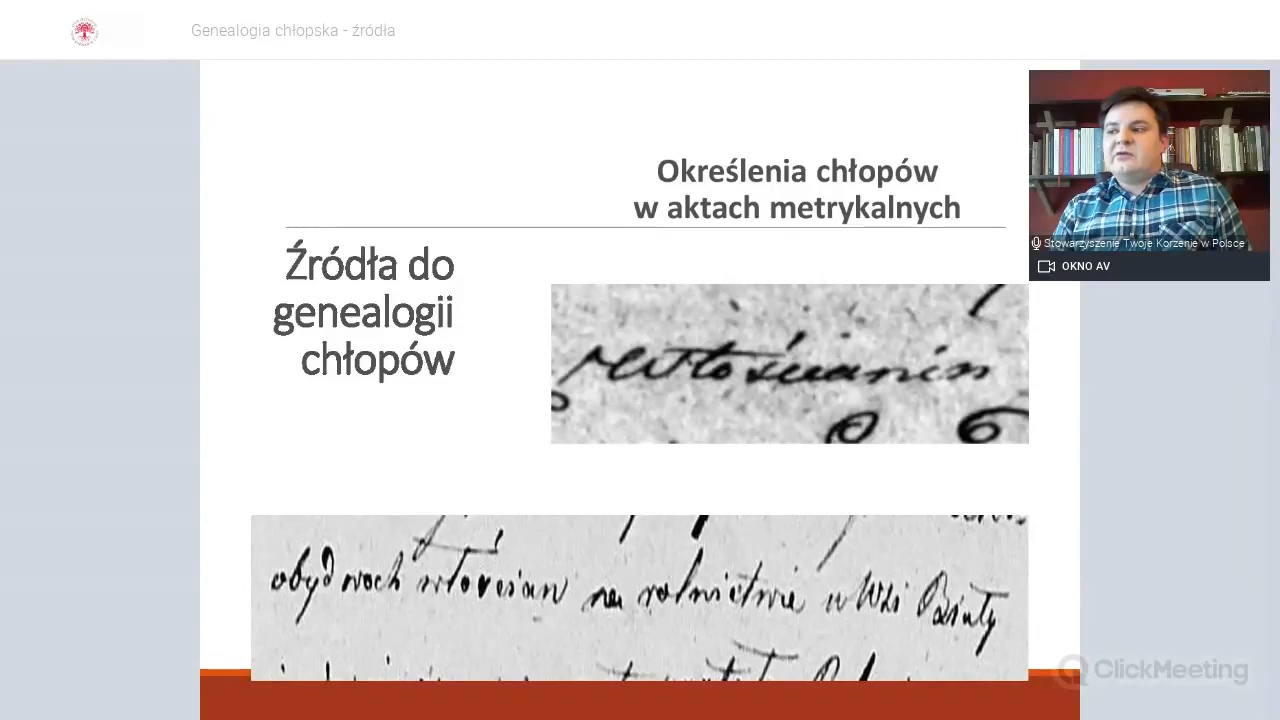 Genealogia chłopska - źródła
Określenia chłopów
w aktach metrykalnych
Stowarzyszenie Twoje Korzenie w Polsce
OKNO AV
Źródła do
genealogii
chłopów
Włościanin
obydwoch włoscian na rolnictwie w Wsi
ClickMeeting